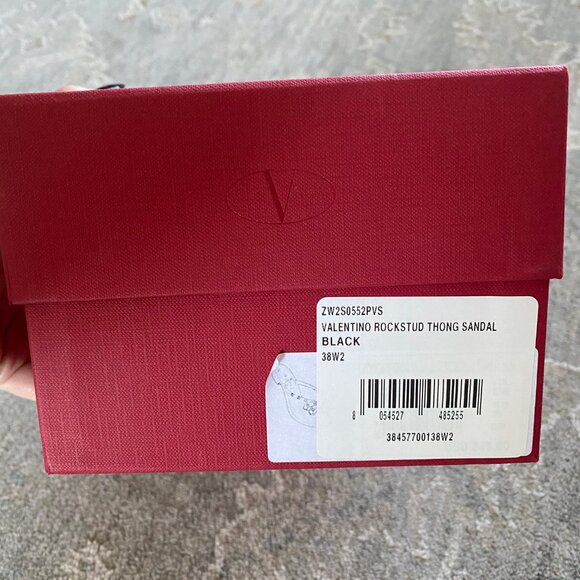 V
ZW2S0552PVS
VALENTINO ROCKSTUD THONG SANDAL
BLACK
38W2
8 054527 485255
38457700138W2